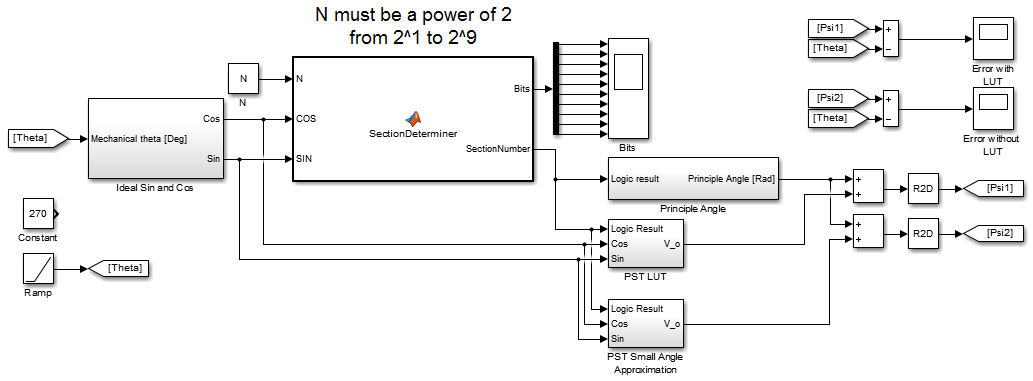 N must be a power of 2
from 2^1 to 2^9
[Theta]
Mechanical theta [Deg]
Cos
Sin
Ideal Sin and Cos
N
N
N
COS
SIN
SectionDeterminer
Bits
SectionNumber
Bits
[Psi1]
[Theta]
+
−
Error with
LUT
[Psi2]
[Theta]
+
−
Error without
LUT
Logic result
Principle Angle [Rad]
Principle Angle
+
+
R2D
[Psi1]
+
+
R2D
[Psi2]
Logic Result
Cos
Sin
V_o
PST LUT
Logic Result
Cos
Sin
V_o
PST Small Angle
Approximation
270
Constant
Ramp
[Theta]